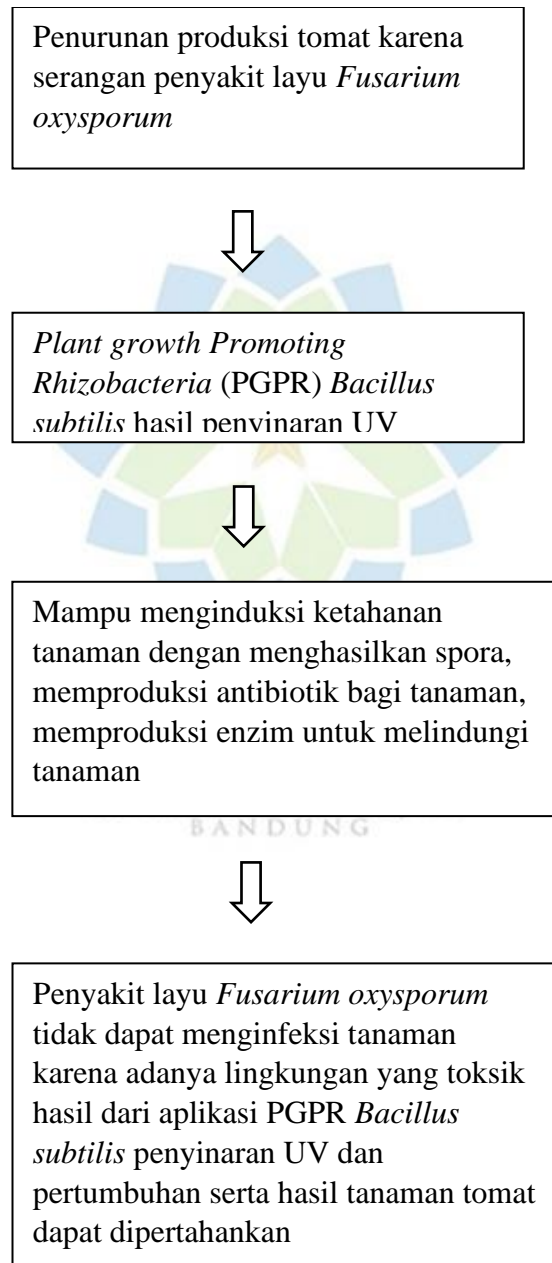 Penurunan produksi tomat karena
serangan penyakit layu Fusarium
oxysporum
Plant growth Promoting
Rhizobacteria (PGPR) Bacillus
subtilis hasil penyinaran UV
Mampu menginduksi ketahanan
tanaman dengan menghasilkan spora,
memproduksi antibiotik bagi tanaman,
memproduksi enzim untuk melindungi
tanaman
BANDUNG
Penyakit layu Fusarium oxysporum
tidak dapat menginfeksi tanaman
karena adanya lingkungan yang toksik
hasil dari aplikasi PGPR Bacillus
subtilis penyinaran UV dan
pertumbuhan serta hasil tanaman tomat
dapat dipertahankan